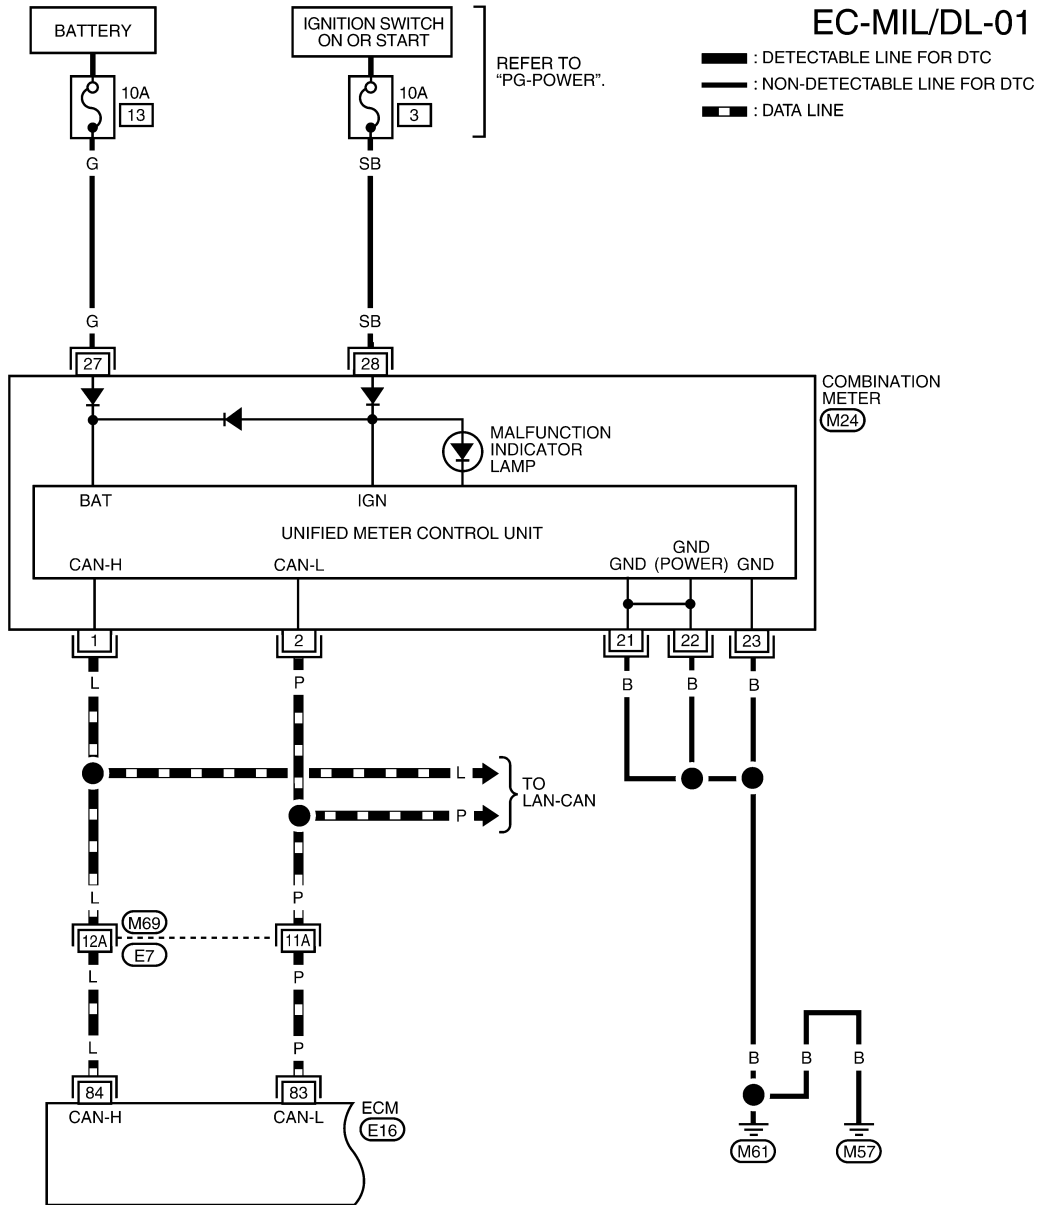 EC-MIL/DL-01
BATTERY
IGNITION SWITCH
ON OR START
REFER TO
“PG-POWER”.
: DETECTABLE LINE FOR DTC
: NON-DETECTABLE LINE FOR DTC
: DATA LINE
10A
13
10A
3
G
SB
G
SB
27
28
COMBINATION
METER
M24
MALFUNCTION
INDICATOR
LAMP
BAT
IGN
UNIFIED METER CONTROL UNIT
CAN-H
CAN-L
GND
GND
(POWER)
GND
1
2
21
22
23
L
P
B
B
B
L
P
TO
LAN-CAN
L
P
M69
12A
11A
E7
L
P
L
P
B
B
B
84
83
CAN-H
CAN-L
ECM
E16
M61
M57